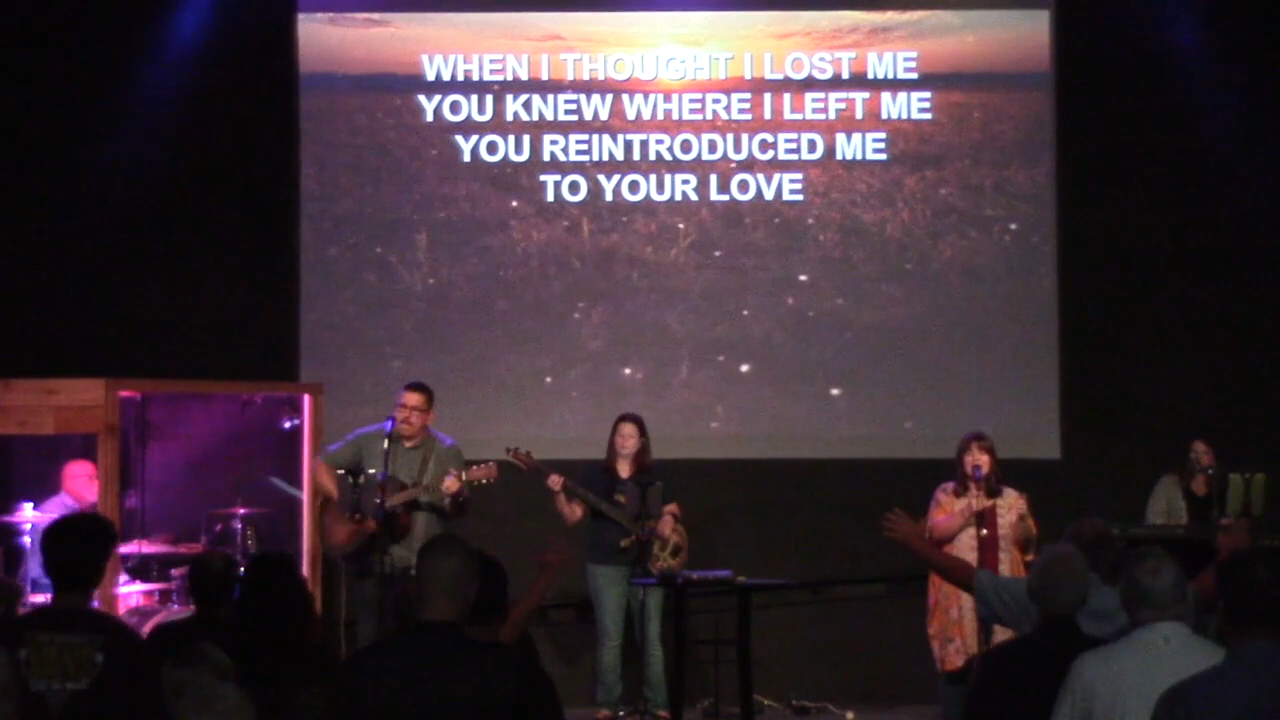 WHEN I THOUGHT I LOST ME
YOU KNEW WHERE I LEFT ME
YOU REINTRODUCED ME
TO YOUR LOVE